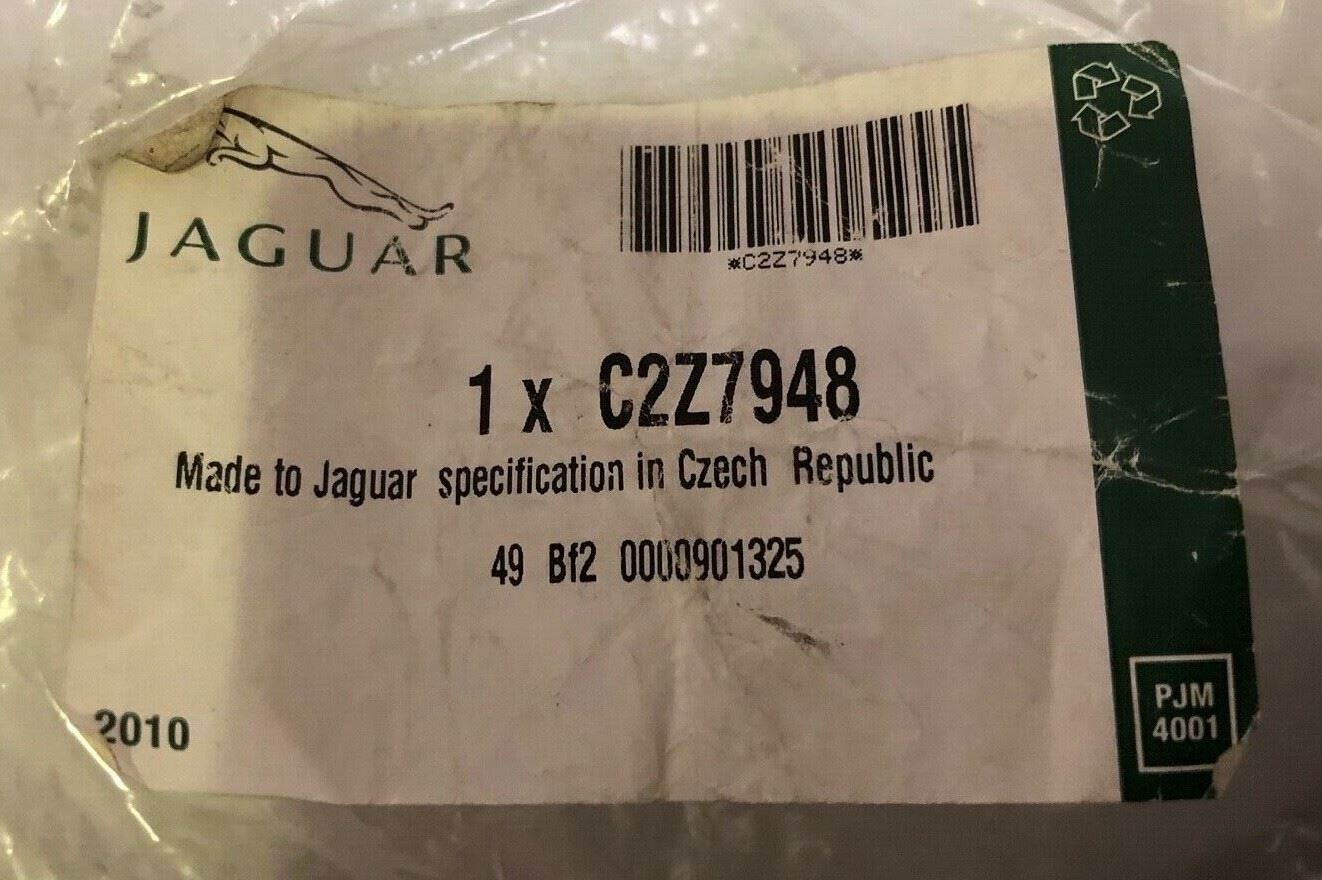 JAGUAR
*C2Z7948*
1 x C2Z7948
Made to Jaguar specification in Czech Republic
49 Bf2 0000901325
2010
PJM
4001